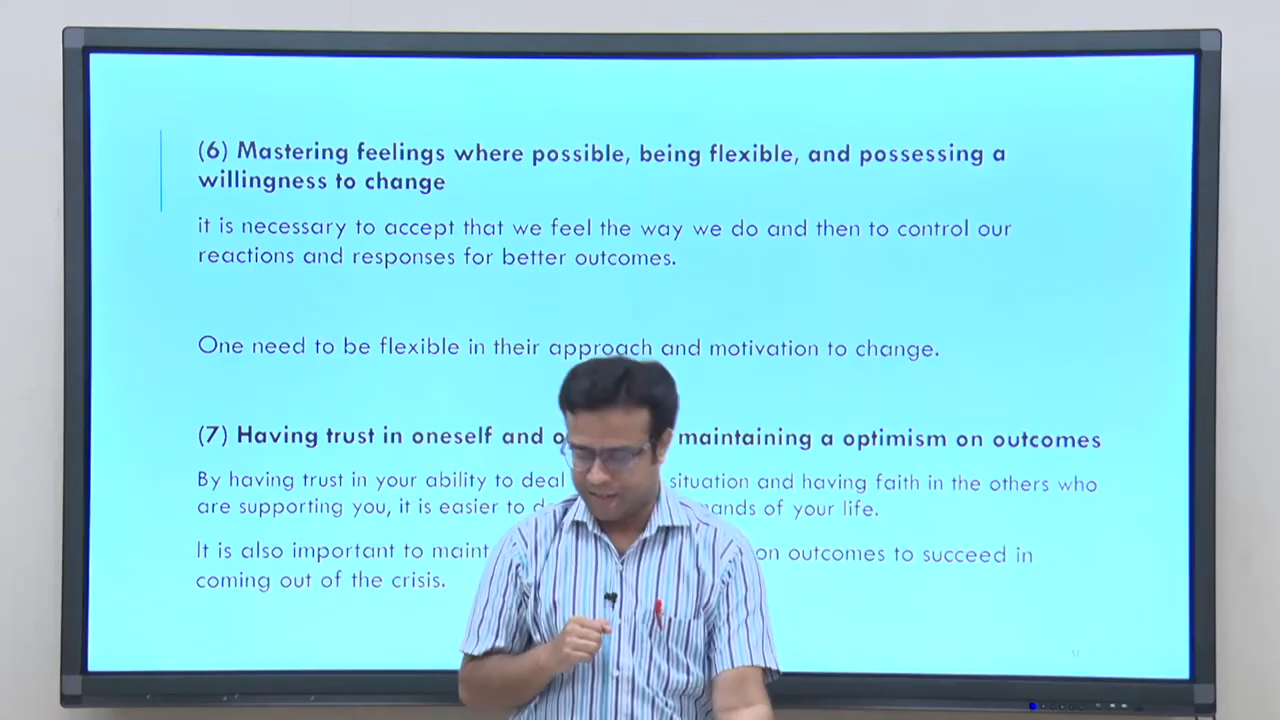 (6) Mastering feelings where possible, being flexible, and possessing a
willingness to change
it is necessary to accept that we feel the way we do and then to control our
reactions and responses for better outcomes.
One need to be flexible in their approach and motivation to change.
(7) Having trust in oneself and maintaining a optimism on outcomes
By having trust in your ability to deal situation and having faith in the others who
are supporting you, it is easier to of your life.
It is also important to on outcomes to succeed in
coming out of the crisis.